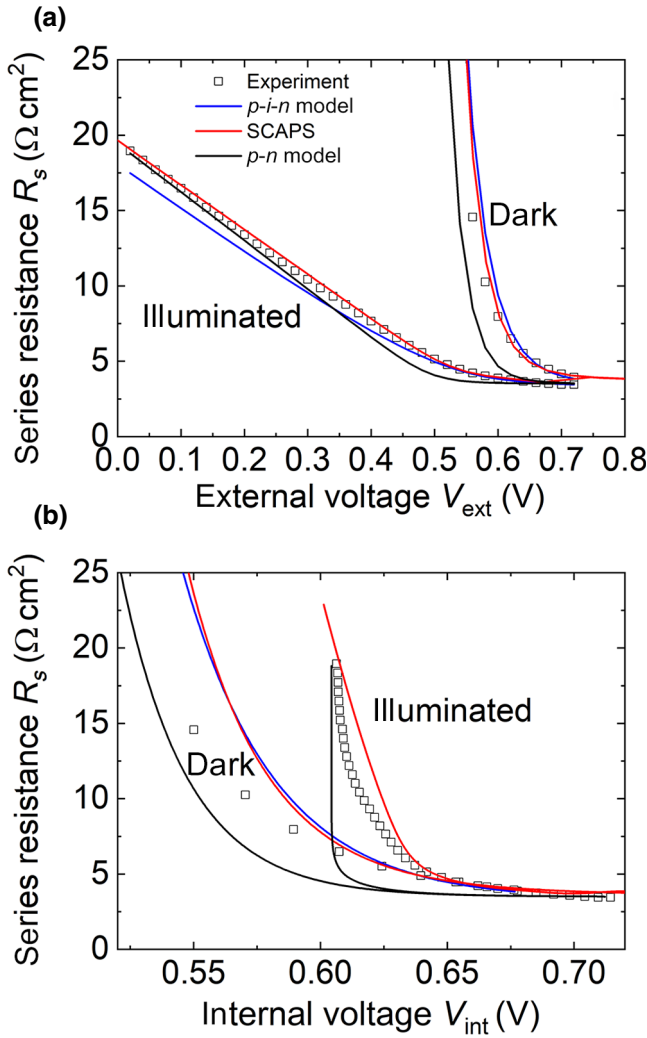 (a)
25
20
15
10
5
0
Series resistance Rₛ (Ω cm²)
Experiment
p-i-n model
SCAPS
p-n model
Dark
Illuminated
0.0 0.1 0.2 0.3 0.4 0.5 0.6 0.7 0.8
External voltage V_ext (V)
(b)
25
20
15
10
5
0
Series resistance Rₛ (Ω cm²)
Illuminated
Dark
0.55 0.60 0.65 0.70
Internal voltage V_int (V)